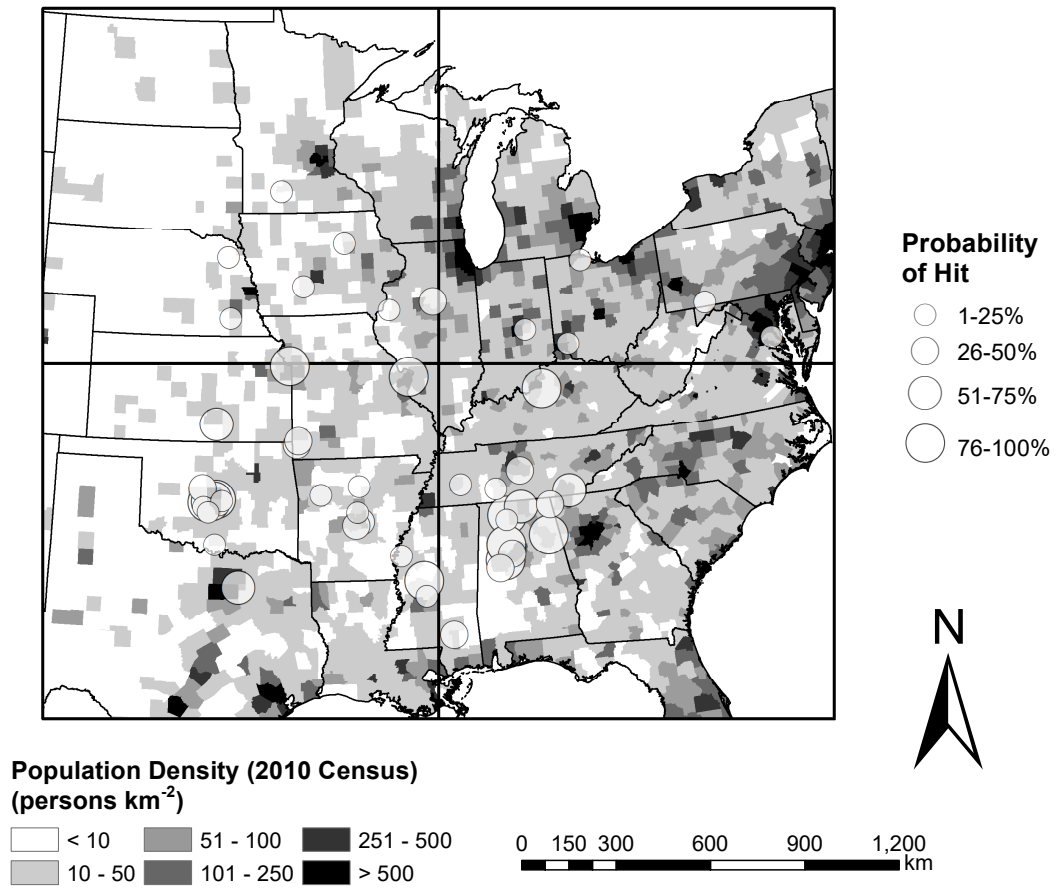 Probability
of Hit
1-25%
26-50%
51-75%
76-100%
N
Population Density (2010 Census)
(persons km-2)
< 10
51 - 100
251 - 500
10 - 50
101 - 250
> 500
0 150 300 600 900 1,200
km